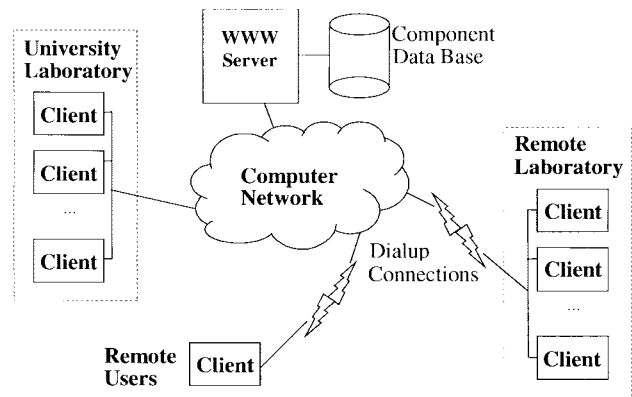 University
Laboratory
Client
Client
...
Client
WWW
Server
Component
Data Base
Computer
Network
Dialup
Connections
Remote
Laboratory
Client
Client
...
Client
Remote
Users
Client